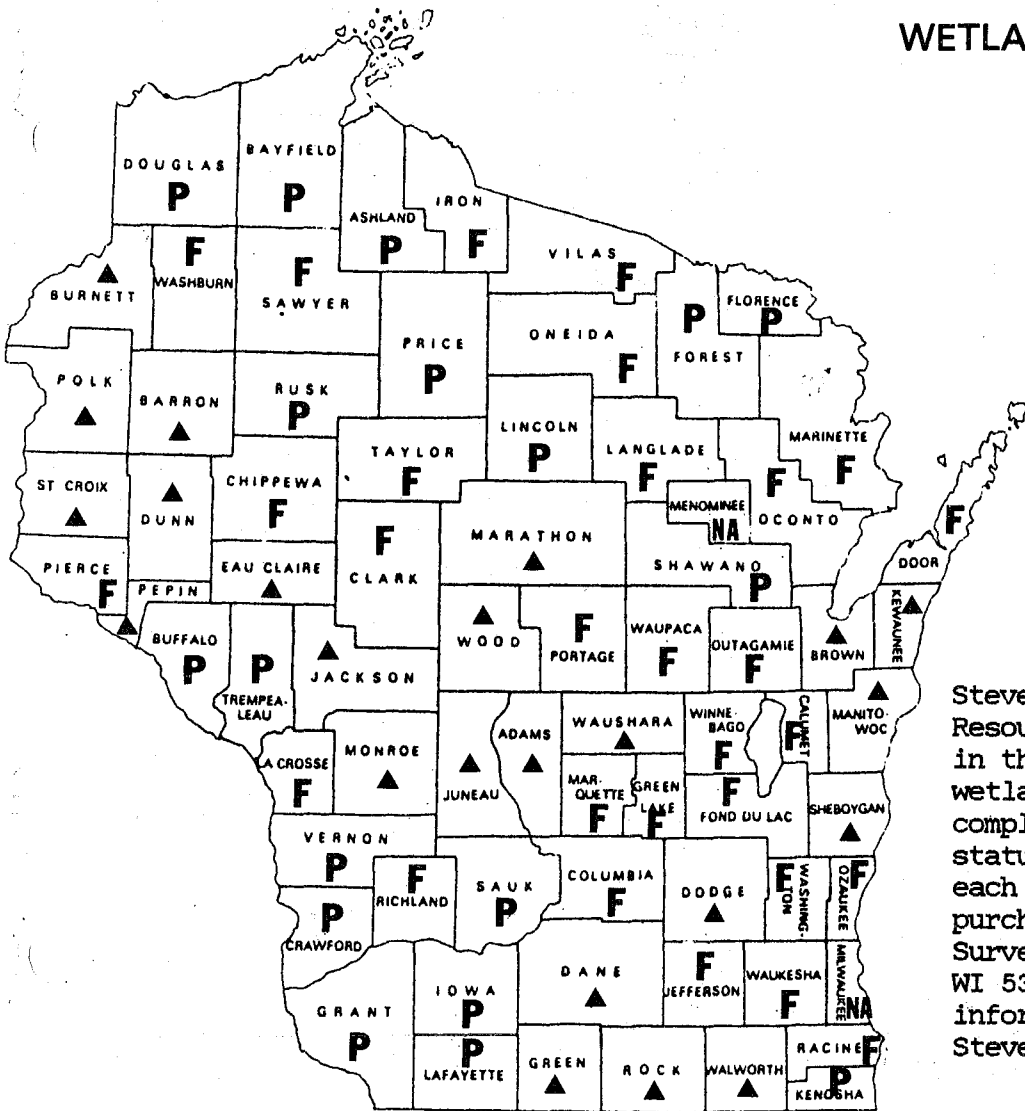 WETLA
DOUGLAS
P
BAYFIELD
P
ASHLAND
P
IRON
F
VILAS
F
F
WASHBURN
F
SAWYER
BURNETT
FLORENCE
P
P
FOREST
ONEIDA
F
PRICE
P
POLK
BARRON
RUSK
P
LINCOLN
P
LANGLADE
F
MARINETTE
F
F
OCONTO
TAYLOR
F
CHIPPEWA
F
ST CROIX
DUNN
MENOMINEE
NA
MARATHON
F
CLARK
SHAWANO
P
F
DOOR
PIERCE
F
PEPIN
EAU CLAIRE
BUFFALO
P
P
TREMPEA-
LEAU
JACKSON
WOOD
F
PORTAGE
WAUPACA
F
OUTAGAMIE
F
BROWN
KEWAUNEE
LA CROSSE
F
MONROE
JUNEAU
ADAMS
WAUSHARA
WINNE-
BAGO
F
CALUMET
F
MANITO-
WOC
MAR-
QUETTE
F
GREEN
LAKE
F
F
FOND DU LAC
SHEBOYGAN
VERNON
P
P
CRAWFORD
F
RICHLAND
SAUK
P
COLUMBIA
F
DODGE
F
WASHING-
TON
F
OZAUKEE
GRANT
P
IOWA
P
P
LAFAYETTE
DANE
F
JEFFERSON
WAUKESHA
F
MILWAUKEE
NA
GREEN
ROCK
WALWORTH
RACINE
F
P
KENOSHA
Steve
Resou
in th
wetla
compl
statu
each
purch
Surve
WI 53
infor
Steve